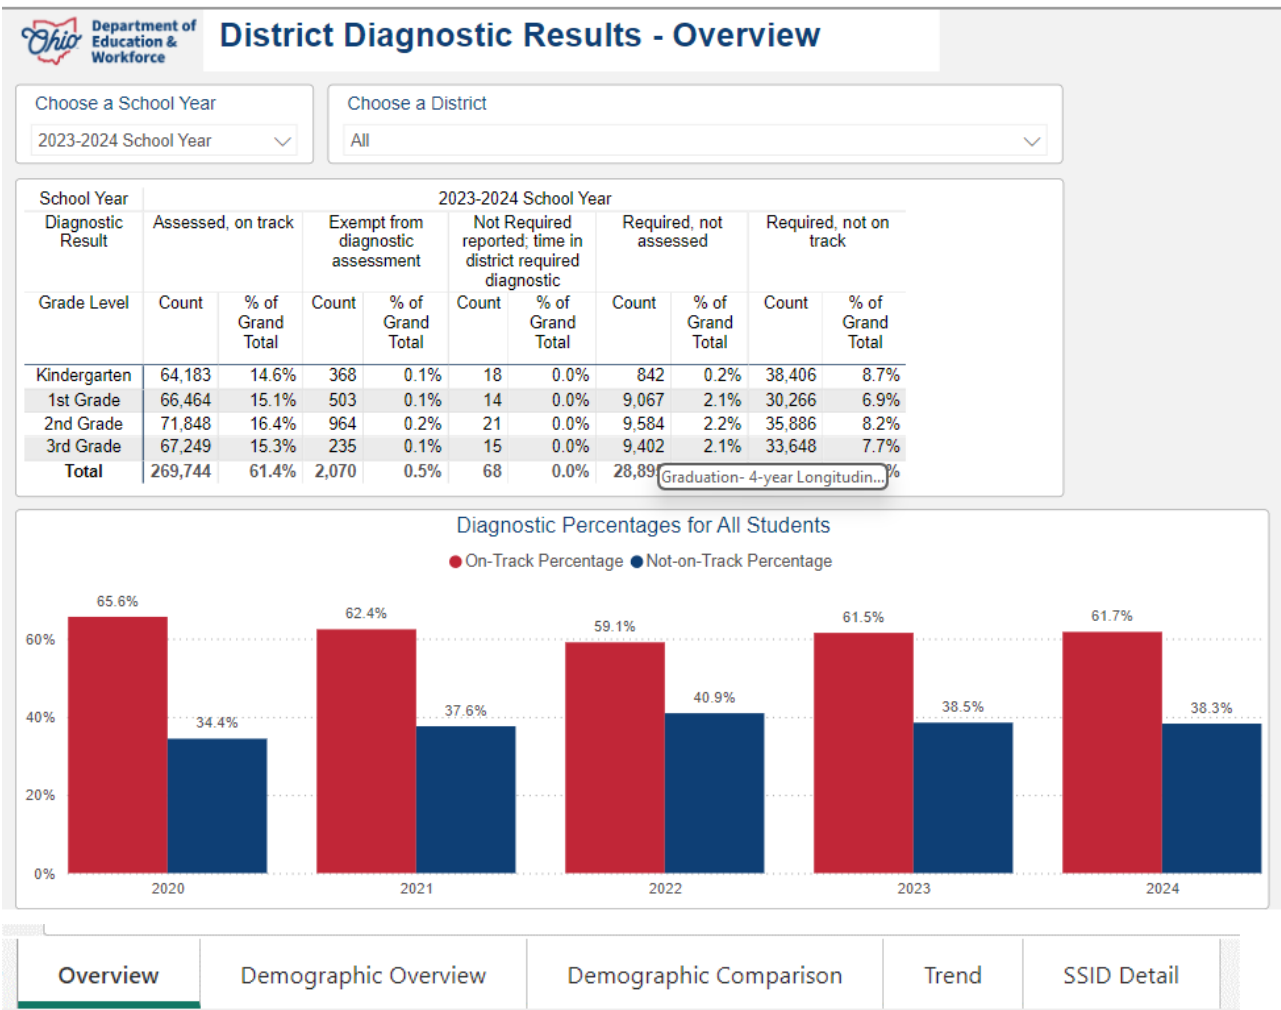 Ohio
Department of
Education &
Workforce
District Diagnostic Results - Overview
Choose a School Year
2023-2024 School Year
Choose a District
All
School Year 2023-2024 School Year
Diagnostic Result Assessed, on track Exempt from diagnostic assessment Not Required reported; time in district required diagnostic Required, not assessed Required, not on track
Grade Level Count % of Grand Total Count % of Grand Total Count % of Grand Total Count % of Grand Total Count % of Grand Total
Kindergarten 64,183 14.6% 368 0.1% 18 0.0% 842 0.2% 38,406 8.7%
1st Grade 66,464 15.1% 503 0.1% 14 0.0% 9,067 2.1% 30,266 6.9%
2nd Grade 71,848 16.4% 964 0.2% 21 0.0% 9,584 2.2% 35,886 8.2%
3rd Grade 67,249 15.3% 235 0.1% 15 0.0% 9,402 2.1% 33,648 7.7%
Total 269,744 61.4% 2,070 0.5% 68 0.0% 28,89 %
Graduation- 4-year Longitudin...
Diagnostic Percentages for All Students
On-Track Percentage Not-on-Track Percentage
65.6% 62.4% 59.1% 61.5% 61.7%
60%
34.4% 37.6% 40.9% 38.5% 38.3%
40%
20%
0%
2020 2021 2022 2023 2024
Overview Demographic Overview Demographic Comparison Trend SSID Detail